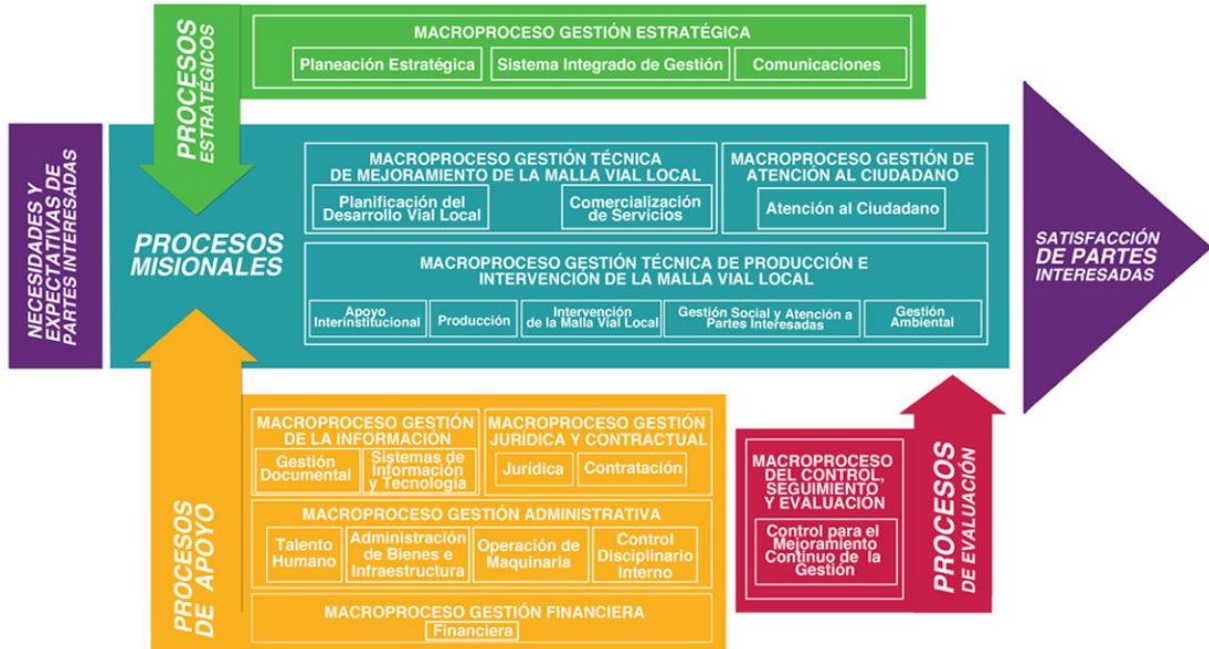 PROCESOS
ESTRATÉGICOS
MACROPROCESO GESTIÓN ESTRATÉGICA
Planeación Estratégica
Sistema Integrado de Gestión
Comunicaciones
NECESIDADES Y
EXPECTATIVAS DE
PARTES INTERESADAS
PROCESOS
MISIONALES
MACROPROCESO GESTIÓN TÉCNICA
DE MEJORAMIENTO DE LA MALLA VIAL LOCAL
Planificación del
Desarrollo Vial Local
Comercialización
de Servicios
MACROPROCESO GESTIÓN DE
ATENCIÓN AL CIUDADANO
Atención al Ciudadano
MACROPROCESO GESTIÓN TÉCNICA DE PRODUCCIÓN E
INTERVENCIÓN DE LA MALLA VIAL LOCAL
Apoyo
Interinstitucional
Producción
Intervención
de la Malla Vial Local
Gestión Social y Atención a
Partes Interesadas
Gestión
Ambiental
SATISFACCIÓN
DE PARTES
INTERESADAS
PROCESOS
DE APOYO
MACROPROCESO GESTIÓN
DE LA INFORMACIÓN
Gestión
Documental
Sistemas de
Información
y Tecnología
MACROPROCESO GESTIÓN
JURÍDICA Y CONTRACTUAL
Jurídica
Contratación
MACROPROCESO GESTIÓN ADMINISTRATIVA
Talento
Humano
Administración
de Bienes e
Infraestructura
Operación de
Maquinaria
Control
Disciplinario
Interno
MACROPROCESO GESTIÓN FINANCIERA
Financiera
MACROPROCESO
DEL CONTROL,
SEGUIMIENTO
Y EVALUACIÓN
Control para el
Mejoramiento
Continuo de la
Gestión
PROCESOS
DE EVALUACIÓN